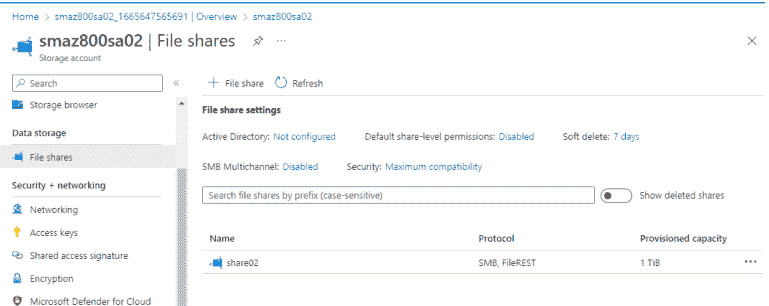 Home > smaz800sa02_1665647565691 | Overview > smaz800sa02
smaz800sa02 | File shares
Storage account
Search
Storage browser
Data storage
File shares
Security + networking
Networking
Access keys
Shared access signature
Encryption
Microsoft Defender for Cloud
File share Refresh
File share settings
Active Directory: Not configured Default share-level permissions: Disabled Soft delete: 7 days
SMB Multichannel: Disabled Security: Maximum compatibility
Search file shares by prefix (case-sensitive) Show deleted shares
Name Protocol Provisioned capacity
share02 SMB, FileREST 1 TiB